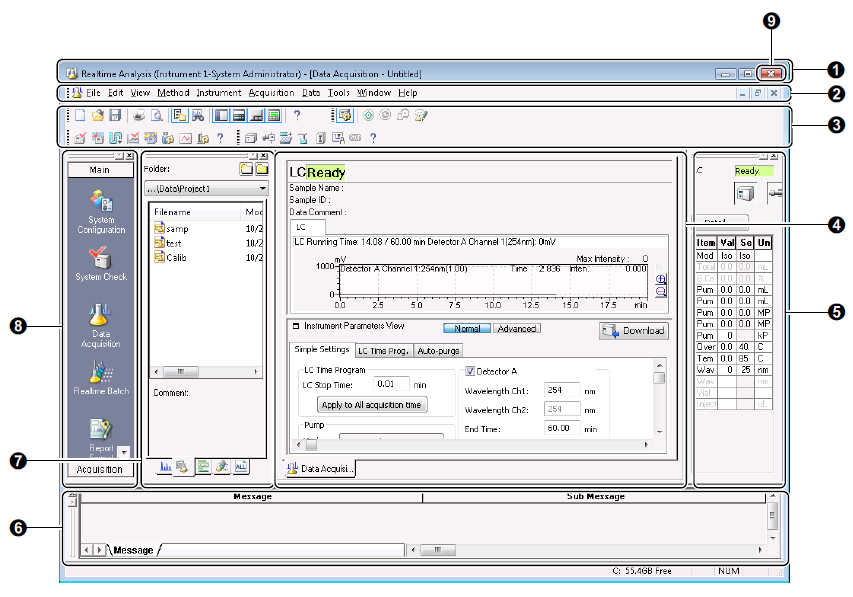 9
Realtime Analysis (Instrument 1-System Administrator) - [Data Acquisition - Untitled]
1
File Edit View Method Instrument Acquisition Data Tools Window Help
2
3
Main
System Configuration
System Check
Data Acquisition
Realtime Batch
Report
Acquisition
8
Folder:
...\Data\Project1
Filename Mod
samp 10/2
test 10/2
Calib 10/2
Comment:
ALL
7
LC Ready
Sample Name :
Sample ID :
Data Comment :
LC
LC Running Time: 14.08 / 60.00 min Detector A Channel 1(254nm): 0mV
mV Max Intensity : 0
1000 Detector A Channel 1:254nm(1.00) Time 2.836 Inten. 0.000
0
0.0 2.5 5.0 7.5 10.0 12.5 15.0 17.5 min
Instrument Parameters View Normal Advanced Download
Simple Settings LC Time Prog. Auto-purge
LC Time Program
LC Stop Time: 0.01 min
Apply to All acquisition time
Pump
Detector A
Wavelength Ch1: 254 nm
Wavelength Ch2: 254 nm
End Time: 60.00 min
Data Acquisi...
4
Ready
Item Val Se Un
Mod Iso Iso
Total 0.0 0.0 mL
B.Co 0.0 0.0 %
Pum 0.0 0.0 mL
Pum 0.0 0.0 mL
Pum 0.0 0.0 MP
Pum 0.0 0.0 MP
Pum 0 kP
Oven 0.0 40. C
Tem 0.0 85. C
Wav 0 25 nm
Wav nm
Vial
Inject uL
5
Message Sub Message
Message
6
C: 55.4GB Free NUM